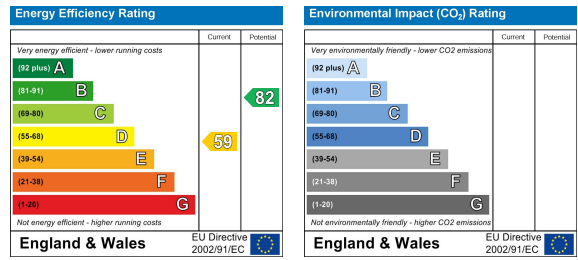 Energy Efficiency Rating
Current Potential
Very energy efficient - lower running costs
(92 plus) A
(81-91) B
(69-80) C
(55-68) D
(39-54) E
(21-38) F
(1-20) G
59
82
Not energy efficient - higher running costs
England & Wales
EU Directive
2002/91/EC
Environmental Impact (CO₂) Rating
Current Potential
Very environmentally friendly - lower CO2 emissions
(92 plus) A
(81-91) B
(69-80) C
(55-68) D
(39-54) E
(21-38) F
(1-20) G
Not environmentally friendly - higher CO2 emissions
England & Wales
EU Directive
2002/91/EC